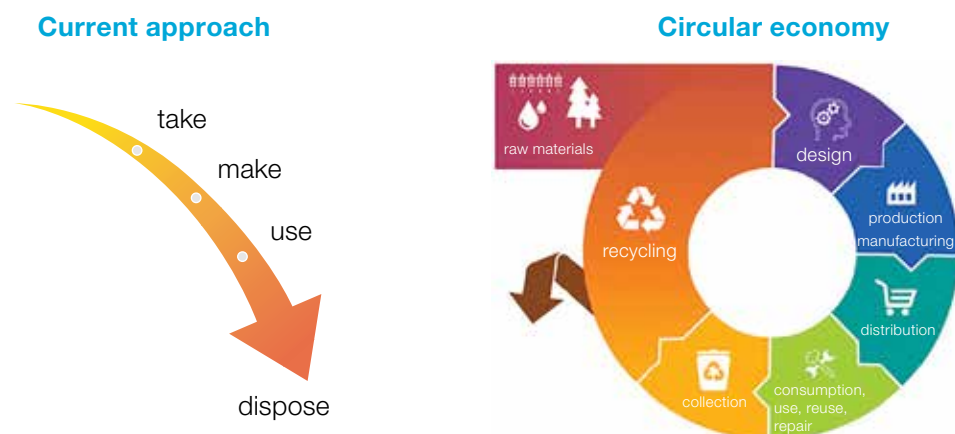 Current approach
take
make
use
dispose
Circular economy
raw materials
design
production
manufacturing
distribution
consumption,
use, reuse,
repair
collection
recycling